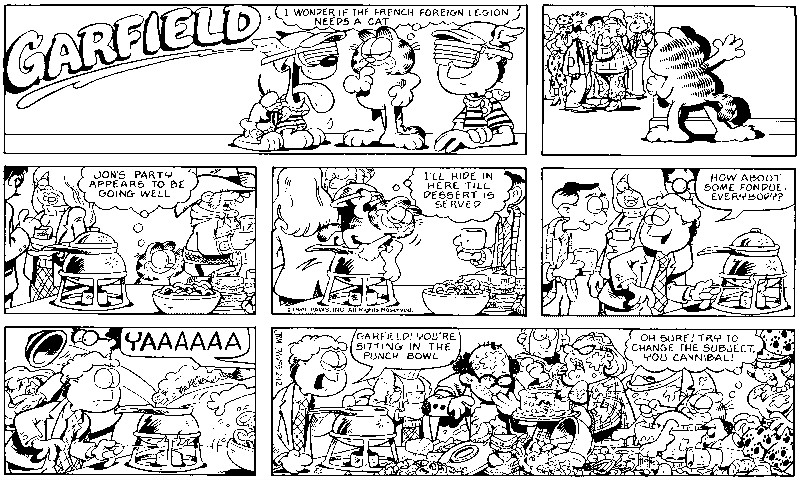 GARFIELD
I WONDER IF THE FRENCH FOREIGN LEGION
NEEDS A CAT
JON'S PARTY
APPEARS TO BE
GOING WELL
I'LL HIDE IN
HERE TILL
DESSERT IS
SERVED
HOW ABOUT
SOME FONDUE,
EVERYBODY?
YAAAAAA
GARFIELD! YOU'RE
SITTING IN THE
PUNCH BOWL
OH SURE! TRY TO
CHANGE THE SUBJECT,
YOU CANNIBAL!